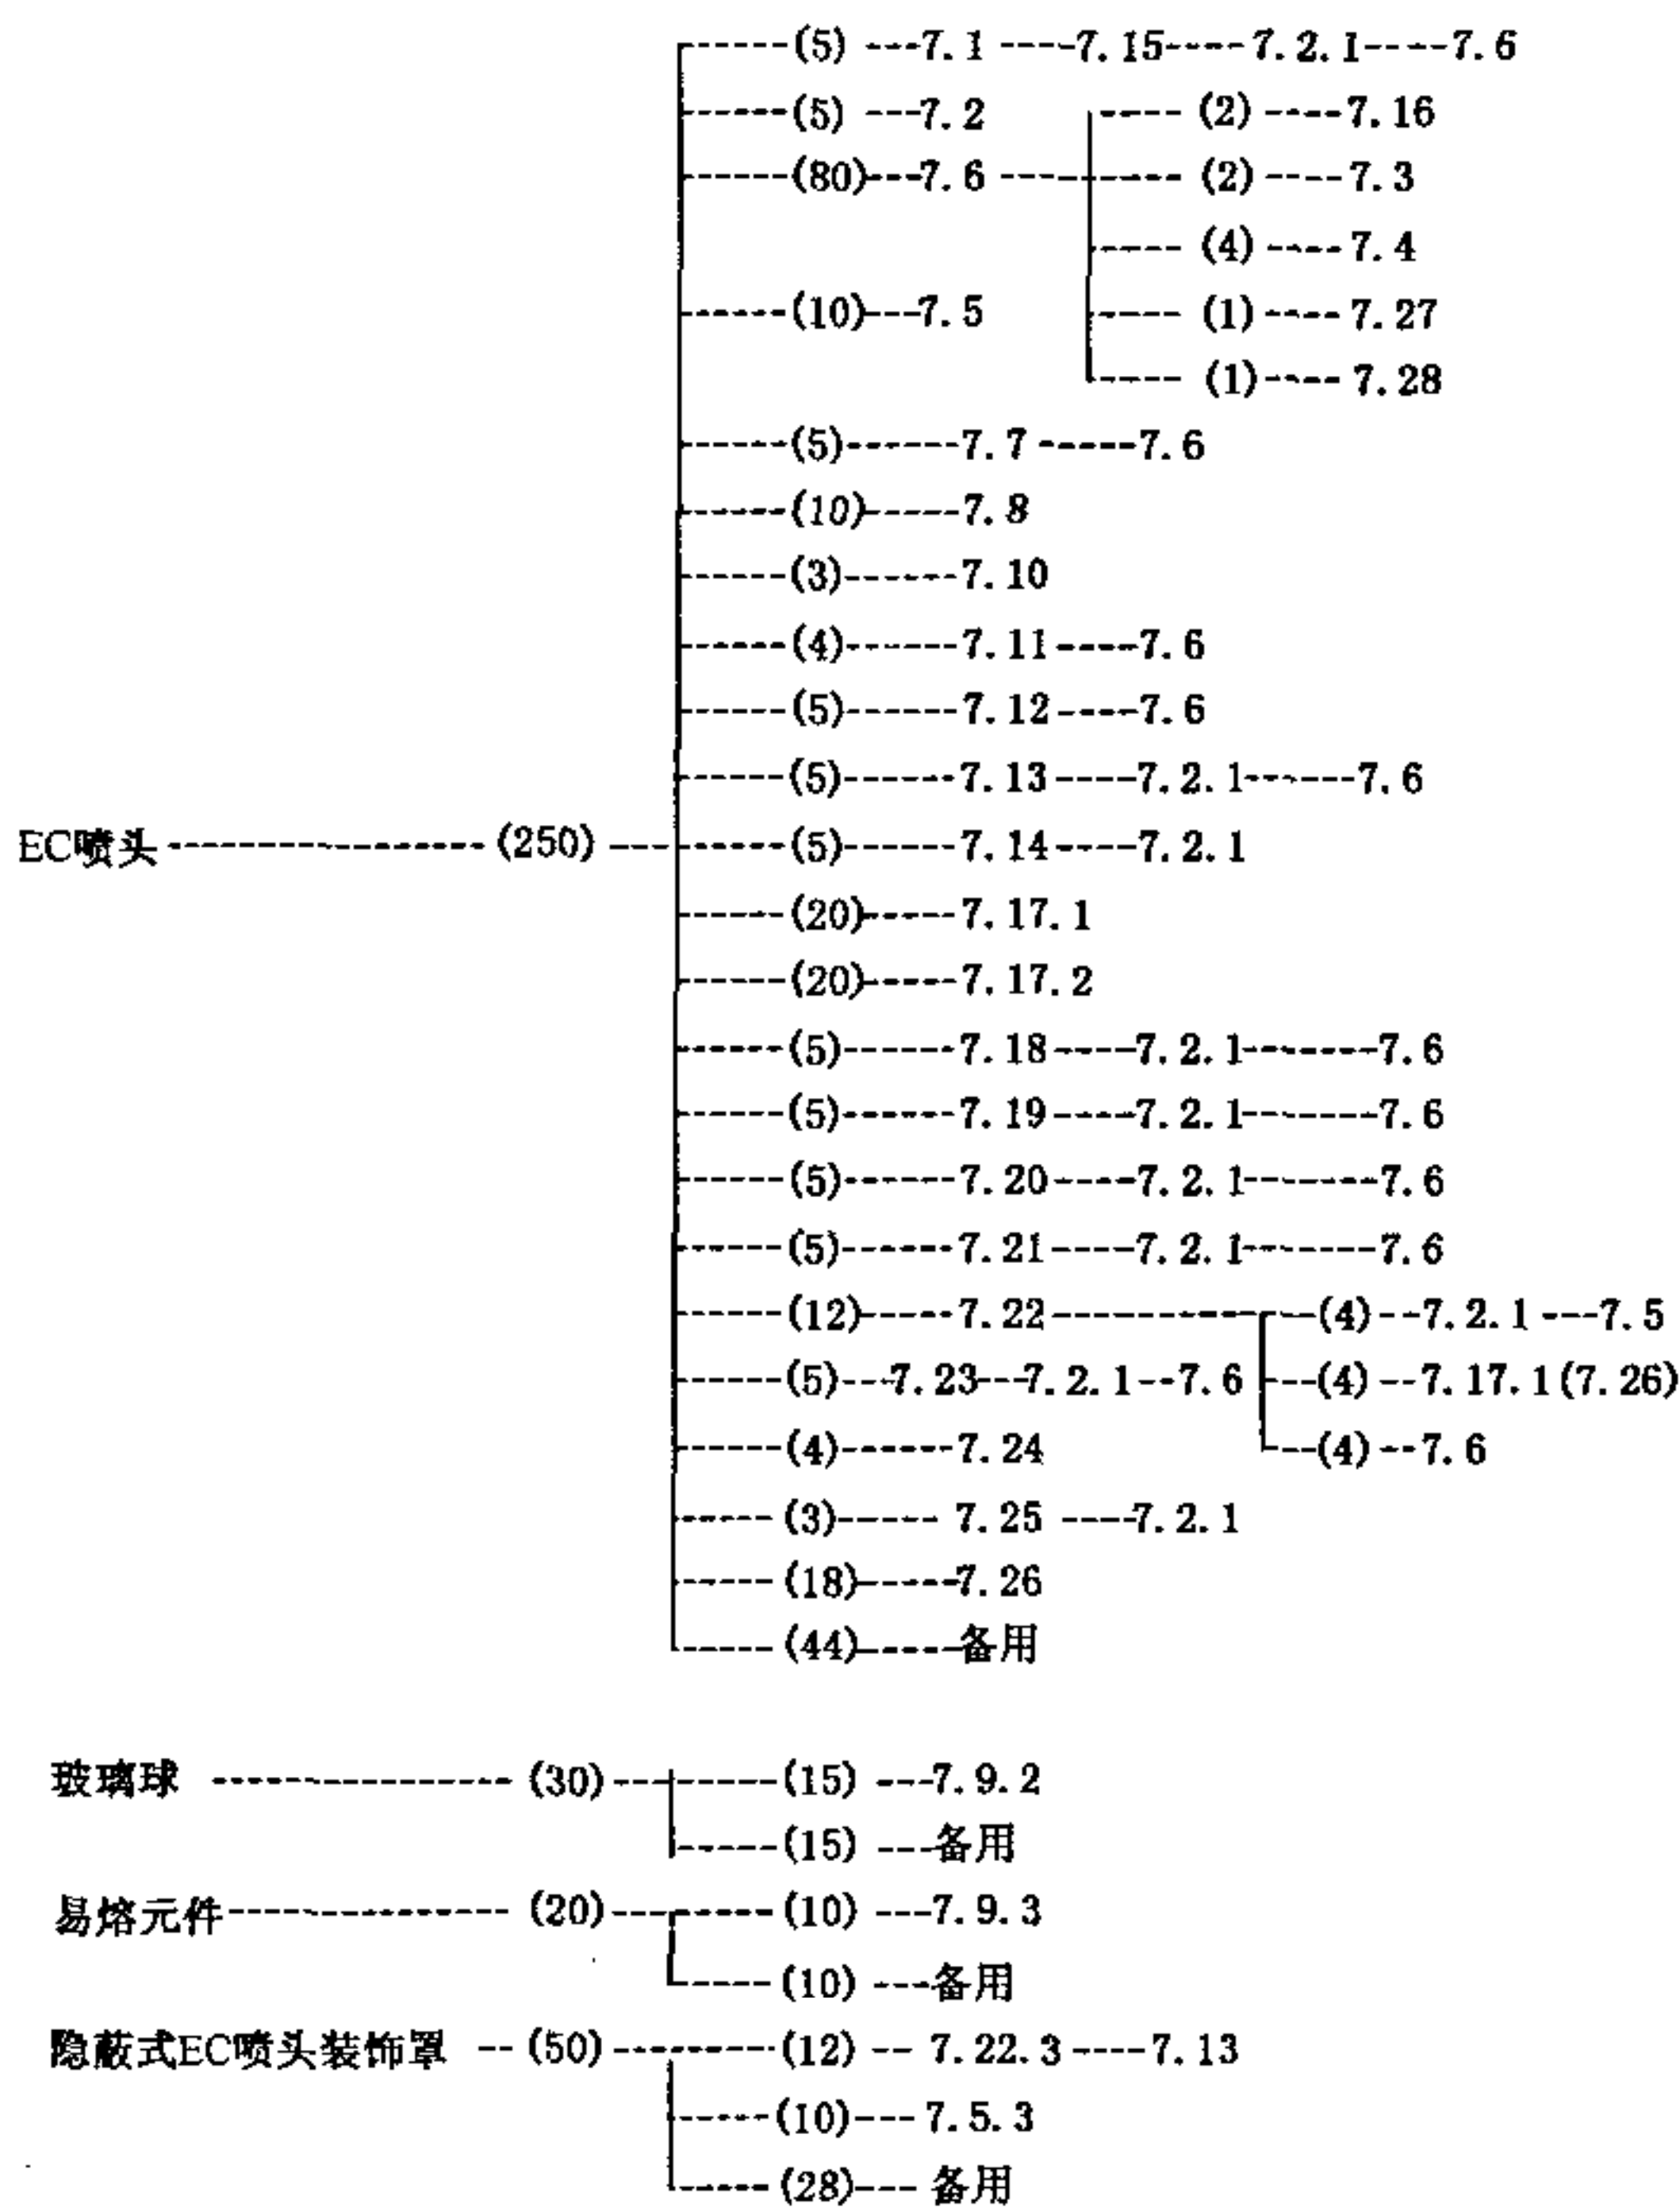 (5) 7.1 7.15 7.2.1 7.6
(5) 7.2 (2) 7.16
(80) 7.6 (2) 7.3
(4) 7.4
(10) 7.5 (1) 7.27
(1) 7.28
(5) 7.7 7.6
(10) 7.8
(3) 7.10
(4) 7.11 7.6
(5) 7.12 7.6
(5) 7.13 7.2.1 7.6
EC喷头 (250) (5) 7.14 7.2.1
(20) 7.17.1
(20) 7.17.2
(5) 7.18 7.2.1 7.6
(5) 7.19 7.2.1 7.6
(5) 7.20 7.2.1 7.6
(5) 7.21 7.2.1 7.6
(12) 7.22 (4) 7.2.1 7.5
(5) 7.23 7.2.1 7.6 (4) 7.17.1(7.26)
(4) 7.24 (4) 7.6
(3) 7.25 7.2.1
(18) 7.26
(44) 备用
玻璃球 (30) (15) 7.9.2
(15) 备用
易熔元件 (20) (10) 7.9.3
(10) 备用
隐蔽式EC喷头装饰罩 (50) (12) 7.22.3 7.13
(10) 7.5.3
(28) 备用